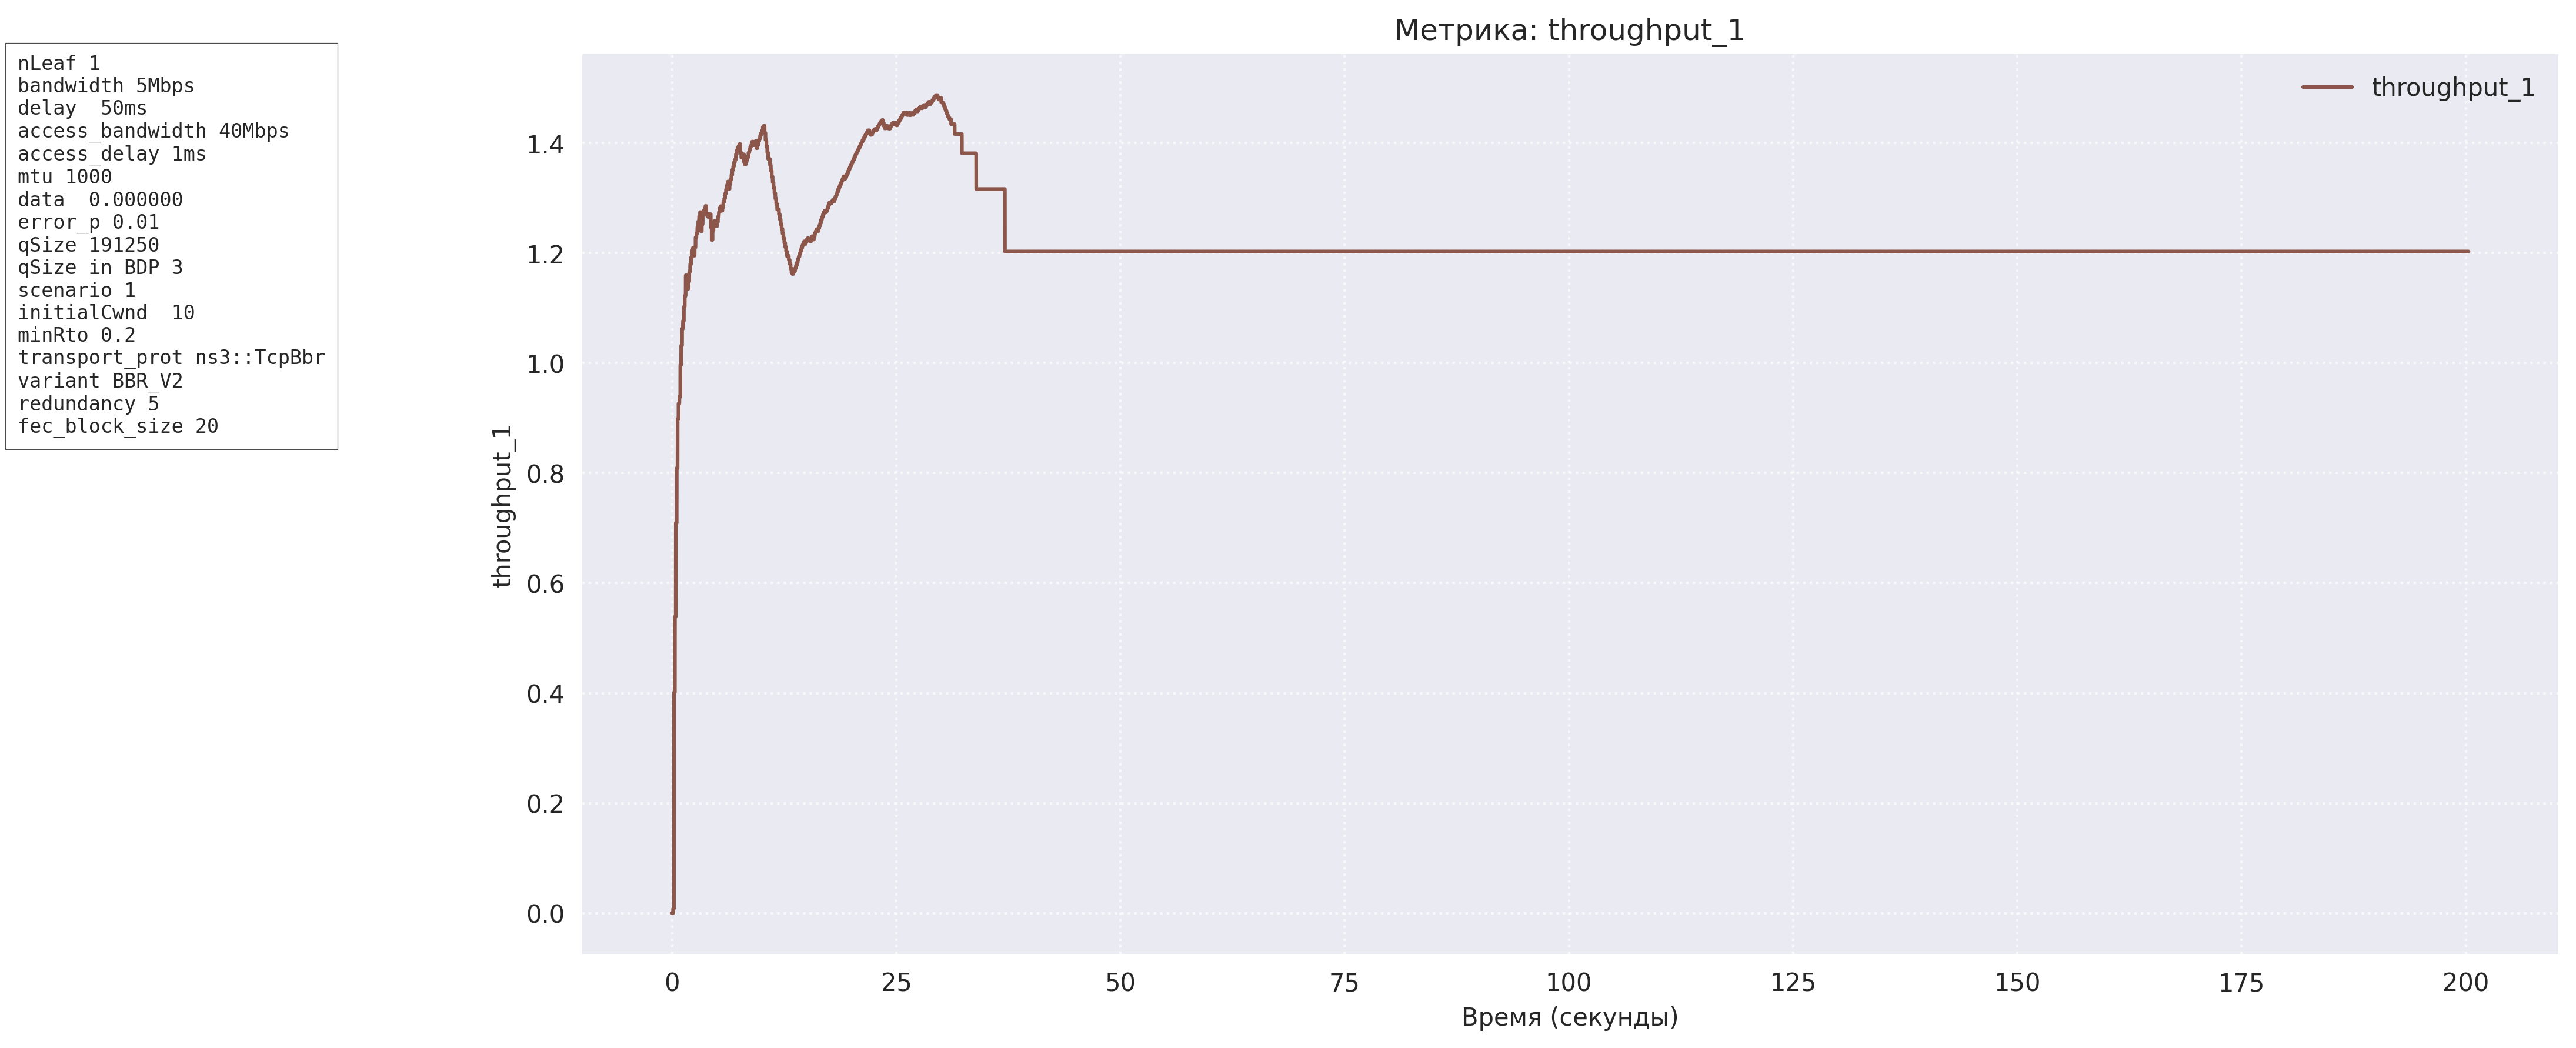 Метрика: throughput_1
nLeaf 1
bandwidth 5Mbps
delay  50ms
access_bandwidth 40Mbps
access_delay 1ms
mtu 1000
data  0.000000
error_p 0.01
qSize 191250
qSize in BDP 3
scenario 1
initialCwnd  10
minRto 0.2
transport_prot ns3::TcpBbr
variant BBR_V2
redundancy 5
fec_block_size 20
throughput_1
throughput_1
1.4
1.2
1.0
0.8
0.6
0.4
0.2
0.0
0 25 50 75 100 125 150 175 200
Время (секунды)